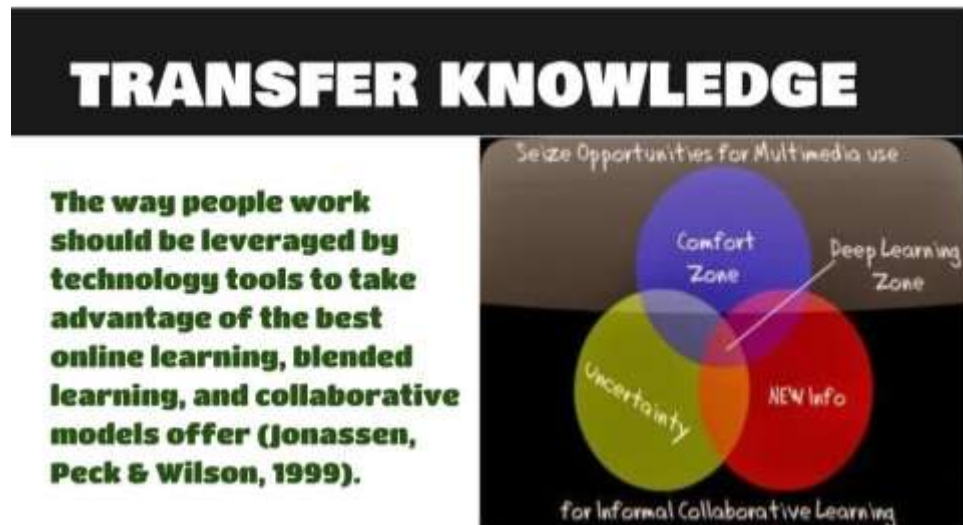 TRANSFER KNOWLEDGE
The way people work
should be leveraged by
technology tools to take
advantage of the best
online learning, blended
learning, and collaborative
models offer (Jonassen,
Peck & Wilson, 1999).
Seize Opportunities for Multimedia use
Comfort
Zone
Deep Learning
Zone
Uncertainty
NEW Info
for Informal Collaborative Learning